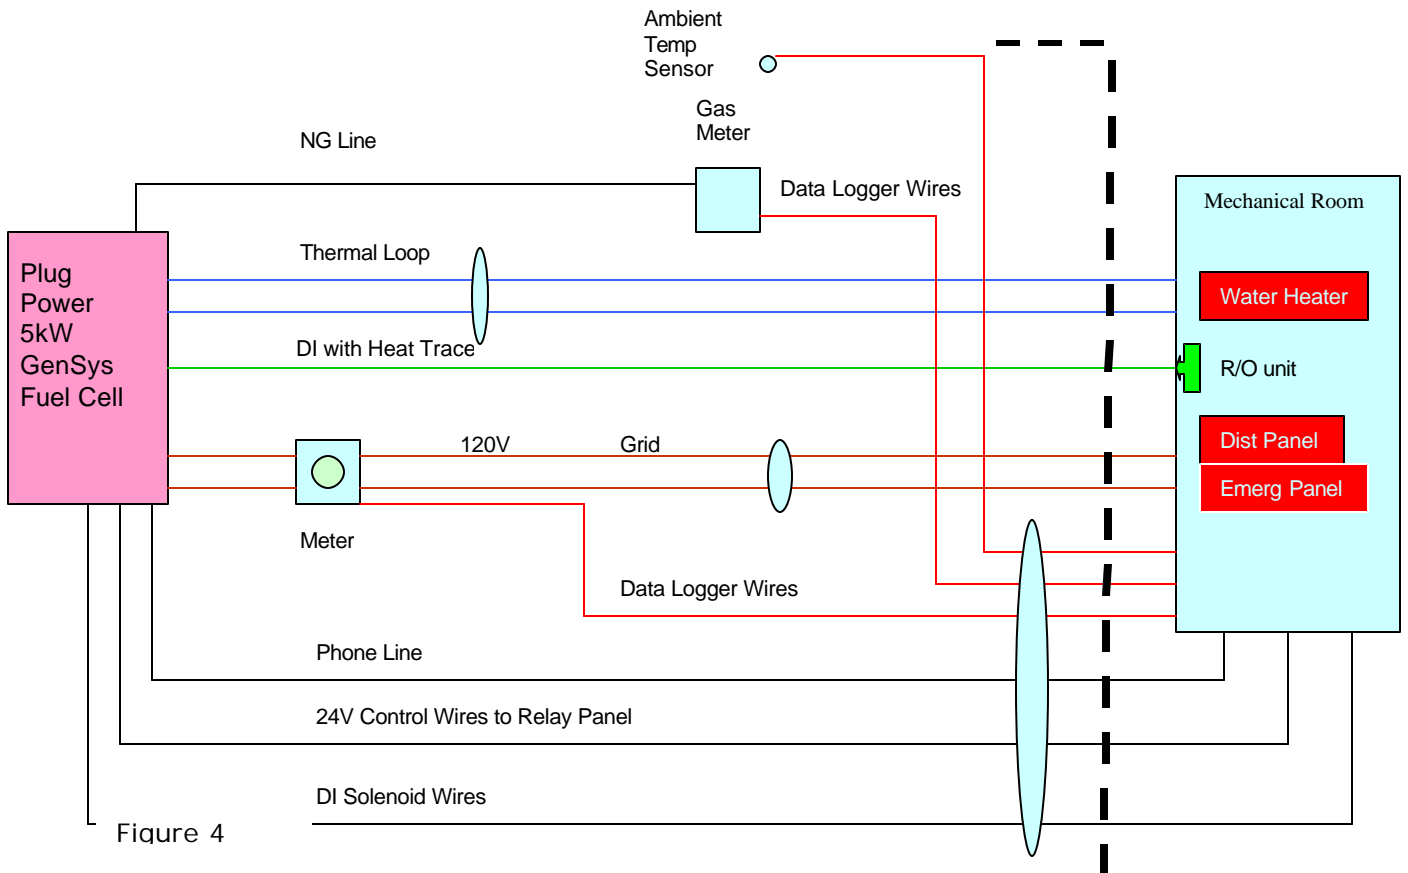 Ambient
Temp
Sensor
Gas
Meter
NG Line
Data Logger Wires
Mechanical Room
Thermal Loop
Plug
Power
5kW
GenSys
Fuel Cell
Water Heater
DI with Heat Trace
R/O unit
120V
Grid
Dist Panel
Emerg Panel
Meter
Data Logger Wires
Phone Line
24V Control Wires to Relay Panel
DI Solenoid Wires
Figure 4